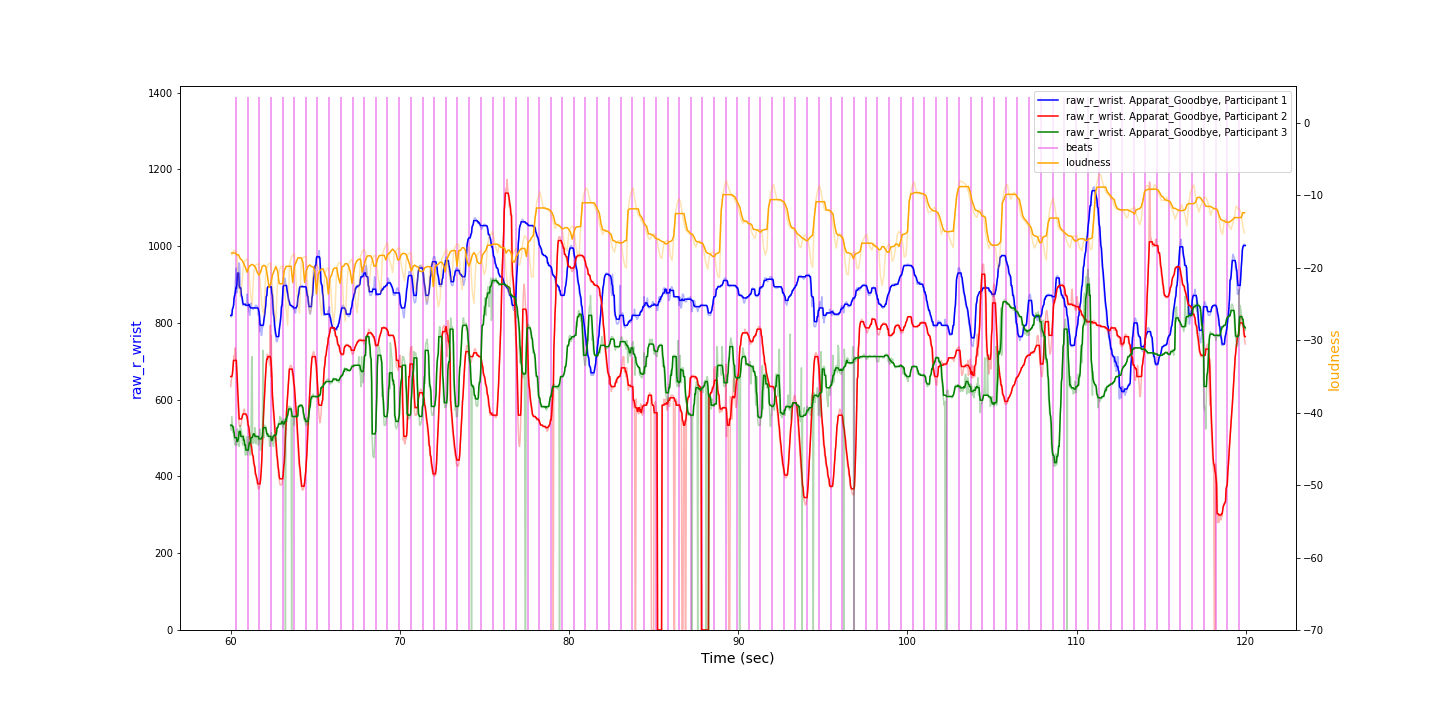 raw_r_wrist. Apparat_Goodbye, Participant 1
raw_r_wrist. Apparat_Goodbye, Participant 2
raw_r_wrist. Apparat_Goodbye, Participant 3
beats
loudness
1400
1200
1000
800
600
400
200
0
raw_r_wrist
0
−10
−20
−30
−40
−50
−60
−70
loudness
60
70
80
90
100
110
120
Time (sec)